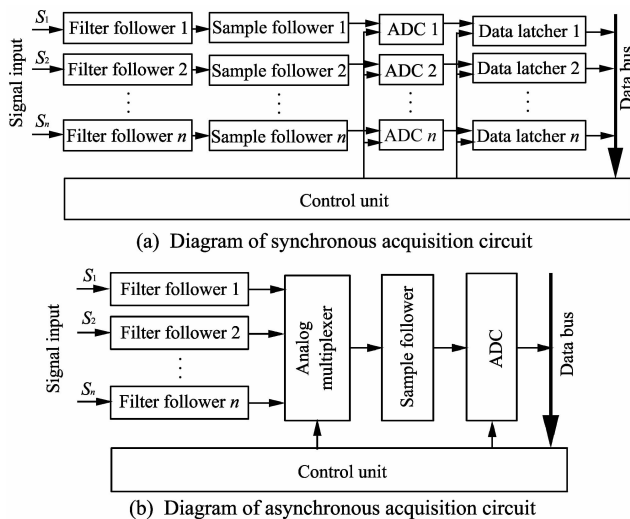 Signal input
S1
Filter follower 1
Sample follower 1
ADC 1
Data latcher 1
S2
Filter follower 2
Sample follower 2
ADC 2
Data latcher 2
Sn
Filter follower n
Sample follower n
ADC n
Data latcher n
Data bus
Control unit
(a) Diagram of synchronous acquisition circuit
Signal input
S1
Filter follower 1
S2
Filter follower 2
Sn
Filter follower n
Analog
multiplexer
Sample follower
ADC
Data bus
Control unit
(b) Diagram of asynchronous acquisition circuit